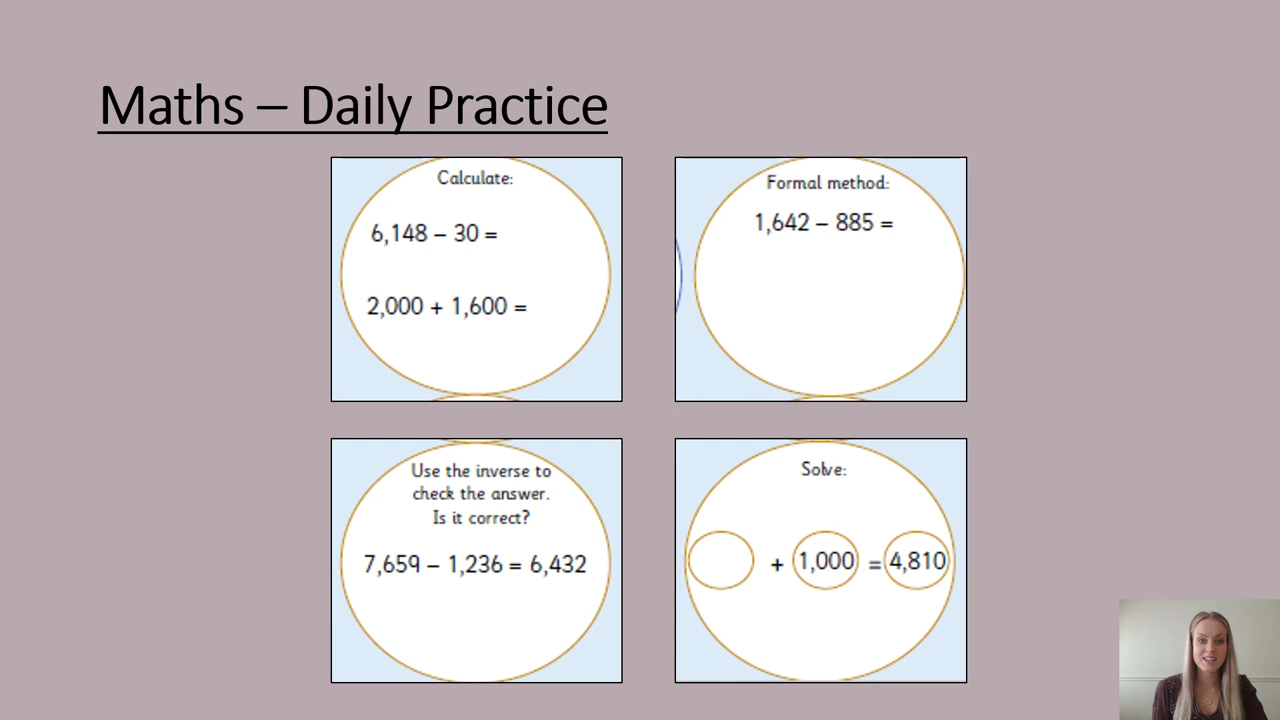 Maths – Daily Practice
Calculate:
6,148 – 30 =
2,000 + 1,600 =
Formal method:
1,642 – 885 =
Use the inverse to
check the answer.
Is it correct?
7,659 – 1,236 = 6,432
Solve:
+ 1,000 = 4,810